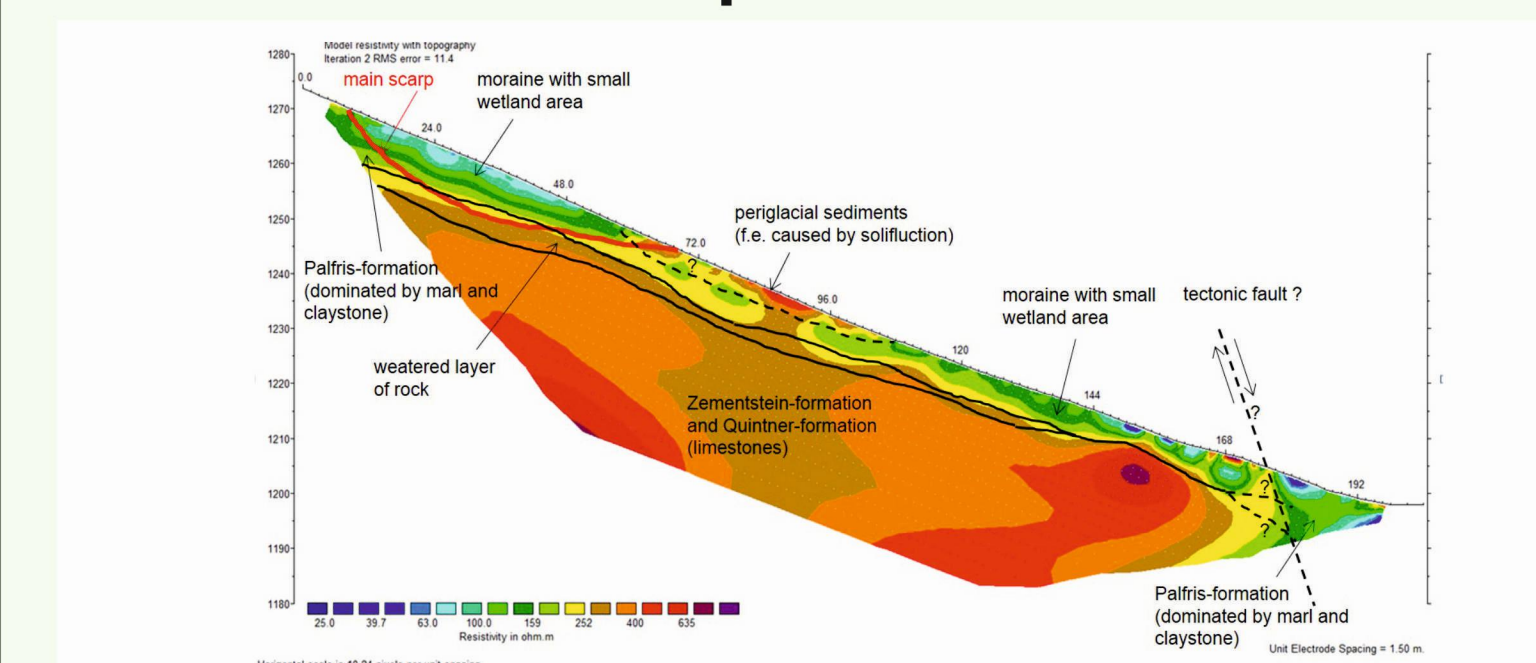 Model resistivity with topography
Iteration 2 RMS error = 11.4
main scarp
moraine with small
wetland area
0.0
24.0
48.0
72.0
96.0
120
144
168
192
1280
1270
1260
1250
1240
1230
1220
1210
1200
1190
1180
periglacial sediments
(f.e. caused by solifluction)
?
Palfris-formation
(dominated by marl and
claystone)
weatered layer
of rock
moraine with small
wetland area
tectonic fault ?
?
Zementstein-formation
and Quintner-formation
(limestones)
?
?
Palfris-formation
(dominated by marl and
claystone)
25.0 39.7 63.0 100.0 159 252 400 635
Resistivity in ohm.m
Unit Electrode Spacing = 1.50 m.